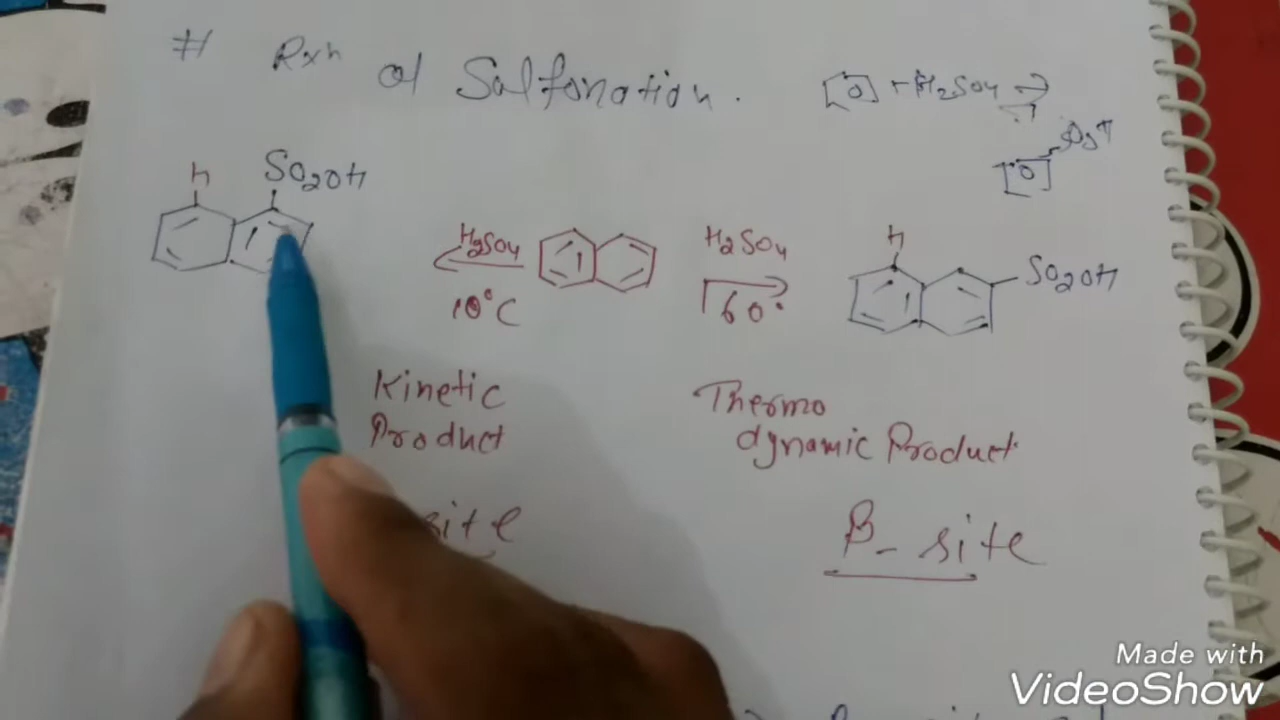 # Rxn of Sulfonation.
+ H2SO4 →
H
SO2OH
H2SO4
10°C
H2SO4
60°
H
SO2OH
Kinetic
Product
Thermo
dynamic Product
site
β- site
Made with
VideoShow